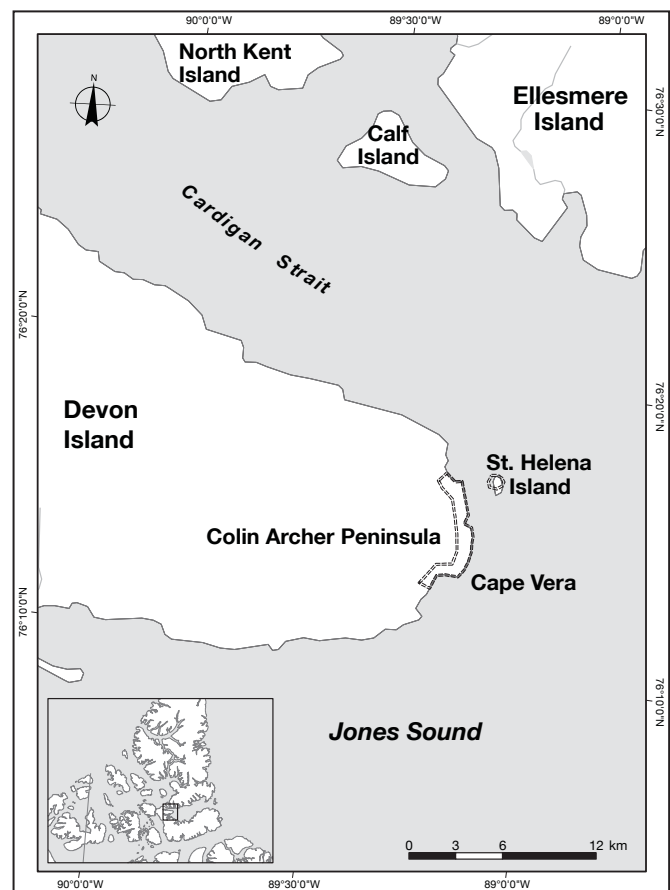 90°0'0"W
89°30'0"W
89°0'0"W
North Kent
Island
N
Ellesmere
Island
76°30'0"N
Calf
Island
Cardigan Strait
76°20'0"N
76°20'0"N
Devon
Island
St. Helena
Island
Colin Archer Peninsula
Cape Vera
76°10'0"N
76°10'0"N
Jones Sound
0 3 6 12 km
90°0'0"W
89°30'0"W
89°0'0"W